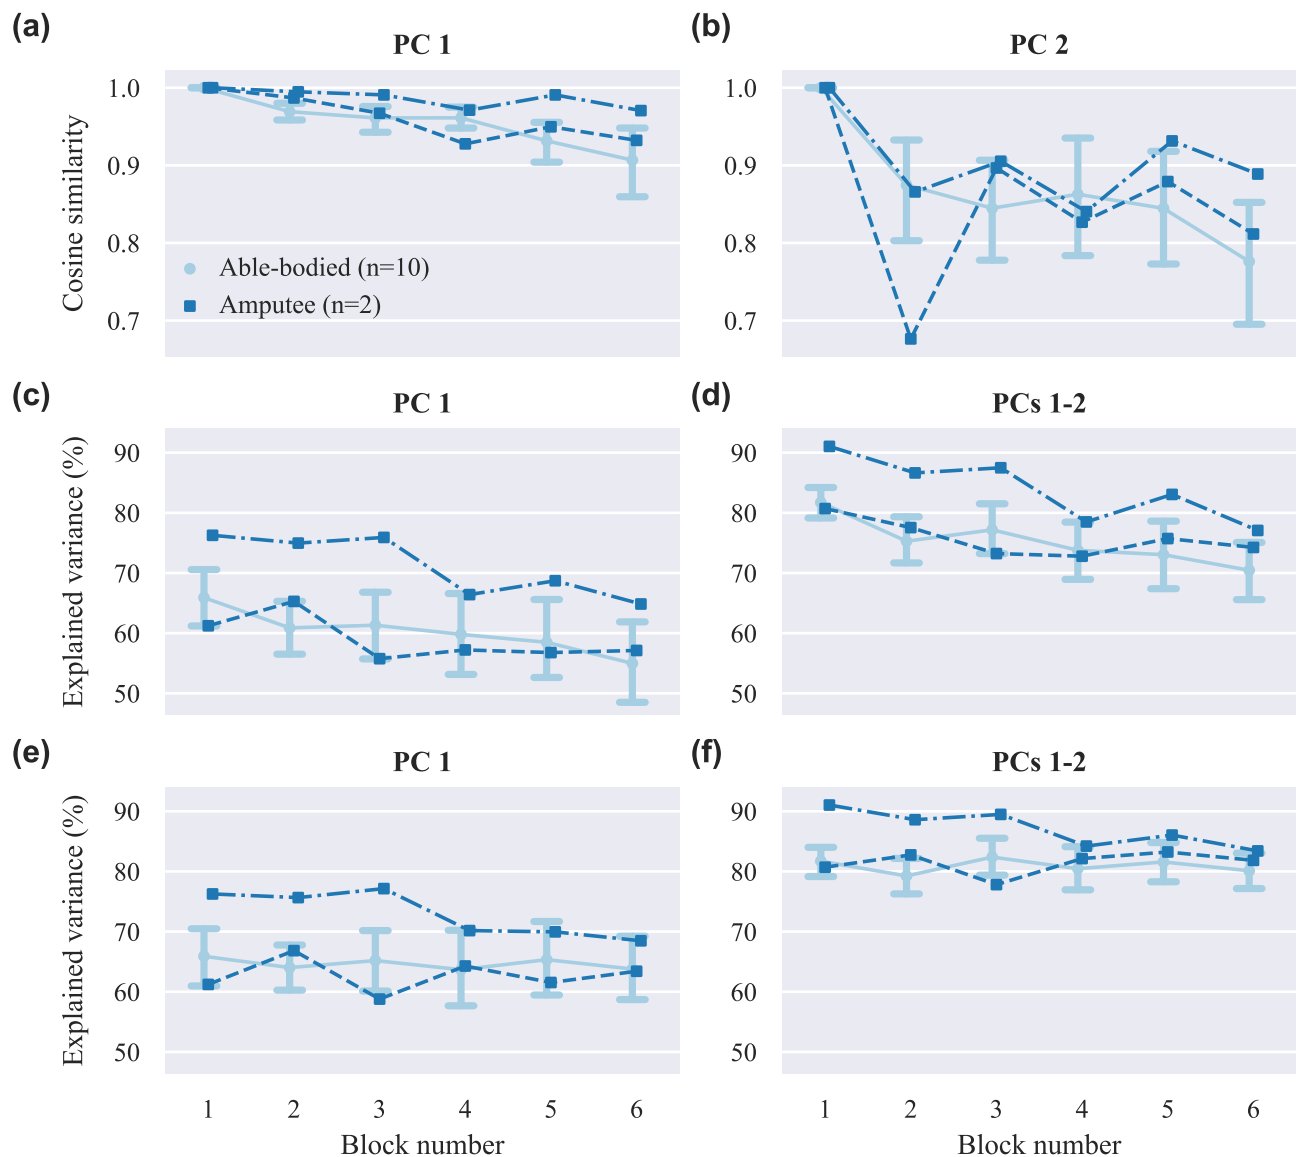 (a)
PC 1
Cosine similarity
1.0
0.9
0.8
0.7
Able-bodied (n=10)
Amputee (n=2)
(b)
PC 2
1.0
0.9
0.8
0.7
(c)
PC 1
Explained variance (%)
90
80
70
60
50
(d)
PCs 1-2
90
80
70
60
50
(e)
PC 1
Explained variance (%)
90
80
70
60
50
1 2 3 4 5 6
Block number
(f)
PCs 1-2
90
80
70
60
50
1 2 3 4 5 6
Block number